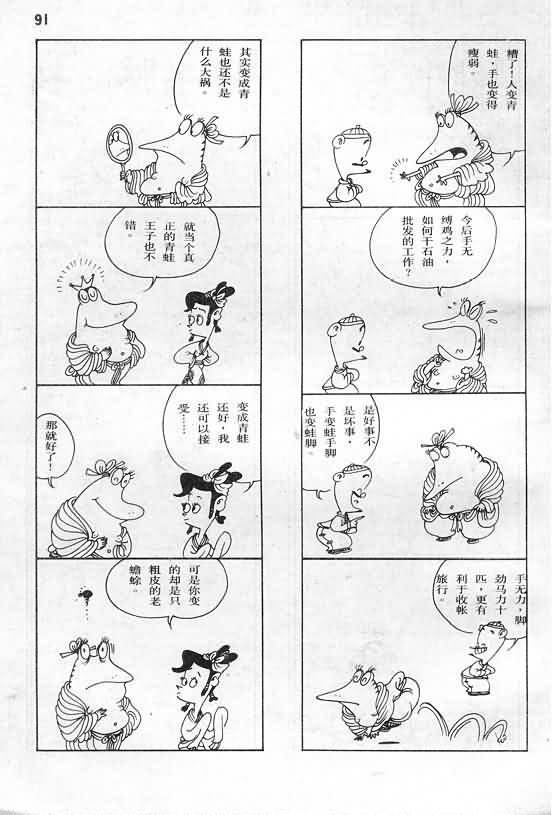 91
糟了！人变青
蛙，手也变得
瘦弱。
今后手无
缚鸡之力，
如何干石油
批发的工作？
是好事不
是坏事，
手变蛙手脚
也变蛙脚
手无力，脚
劲马力十
匹，更有
利于收帐
旅行。
其实变成青
蛙也还不是
什么大祸。
就当个真
正的青蛙
王子也不
错。
变成青蛙
还好，我
还可以接
受……
那就好了！
可是你变
的却是只
粗皮的老
蟾蜍。